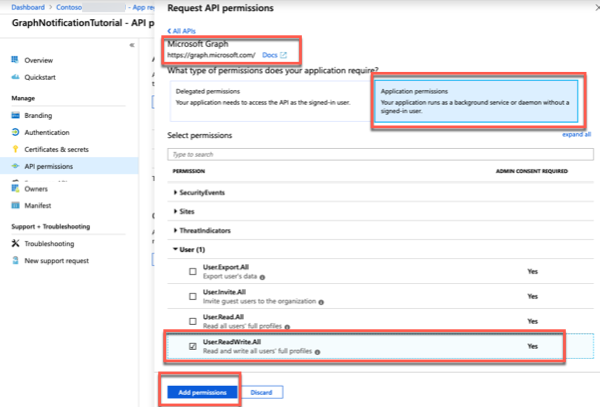 Dashboard > Contoso - App re
GraphNotificationTutorial - API p
«
Overview
Quickstart
Manage
Branding
Authentication
Certificates & secrets
API permissions
Owners
Manifest
Support + Troubleshooting
Troubleshooting
New support request
Request API permissions
< All APIs
Microsoft Graph
https://graph.microsoft.com/ Docs
What type of permissions does your application require?
Delegated permissions
Your application needs to access the API as the signed-in user.
Application permissions
Your application runs as a background service or daemon without a
signed-in user.
Select permissions expand all
Type to search
PERMISSION ADMIN CONSENT REQUIRED
SecurityEvents
Sites
ThreatIndicators
User (1)
User.Export.All Yes
Export user's data
User.Invite.All Yes
Invite guest users to the organization
User.Read.All Yes
Read all users' full profiles
User.ReadWrite.All Yes
Read and write all users' full profiles
Add permissions Discard